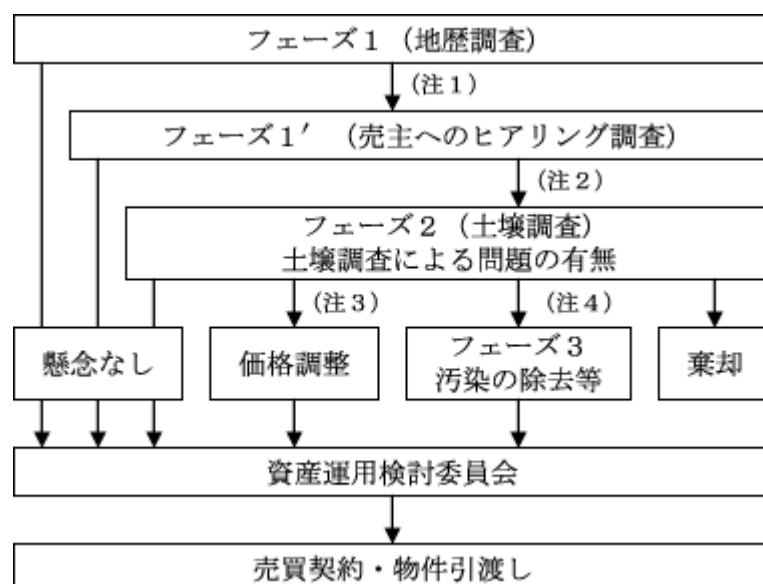 フェーズ1（地歴調査）
（注1）
フェーズ1′（売主へのヒアリング調査）
（注2）
フェーズ2（土壌調査）
土壌調査による問題の有無
（注3）
（注4）
懸念なし
価格調整
フェーズ3
汚染の除去等
棄却
資産運用検討委員会
売買契約・物件引渡し